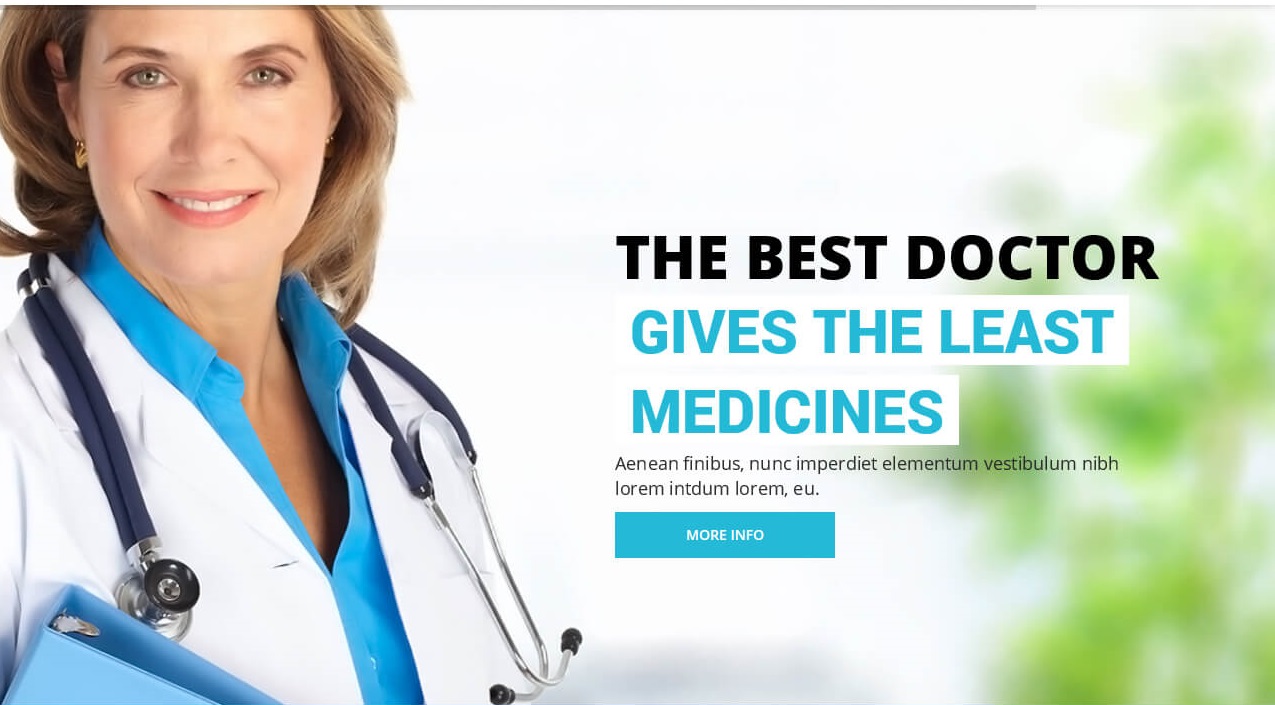 THE BEST DOCTOR
GIVES THE LEAST
MEDICINES
Aenean finibus, nunc imperdiet elementum vestibulum nibh
lorem intdum lorem, eu.
MORE INFO